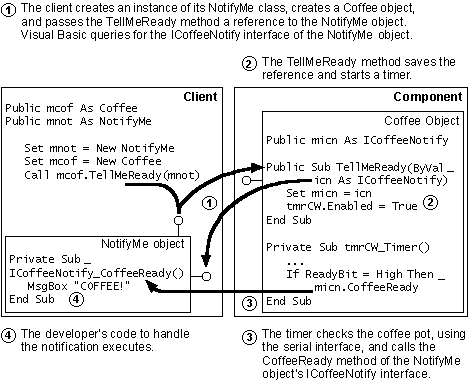 ① The client creates an instance of its NotifyMe class, creates a Coffee object,
and passes the TellMeReady method a reference to the NotifyMe object.
Visual Basic queries for the ICoffeeNotify interface of the NotifyMe object.
② The TellMeReady method saves the
reference and starts a timer.
Client
Public mcof As Coffee
Public mnot As NotifyMe
Set mnot = New NotifyMe
Set mcof = New Coffee
Call mcof.TellMeReady(mnot)
①
NotifyMe object
Private Sub _
ICoffeeNotify_CoffeeReady()
MsgBox "COFFEE!"
End Sub ④
Component
Coffee Object
Public micn As ICoffeeNotify
Public Sub TellMeReady(ByVal _
icn As ICoffeeNotify)
Set micn = icn
tmrCW.Enabled = True ②
End Sub
Private Sub tmrCW_Timer()
...
If ReadyBit = High Then _
micn.CoffeeReady
③ End Sub
④ The developer's code to handle
the notification executes.
③ The timer checks the coffee pot, using
the serial interface, and calls the
CoffeeReady method of the NotifyMe
object's ICoffeeNotify interface.